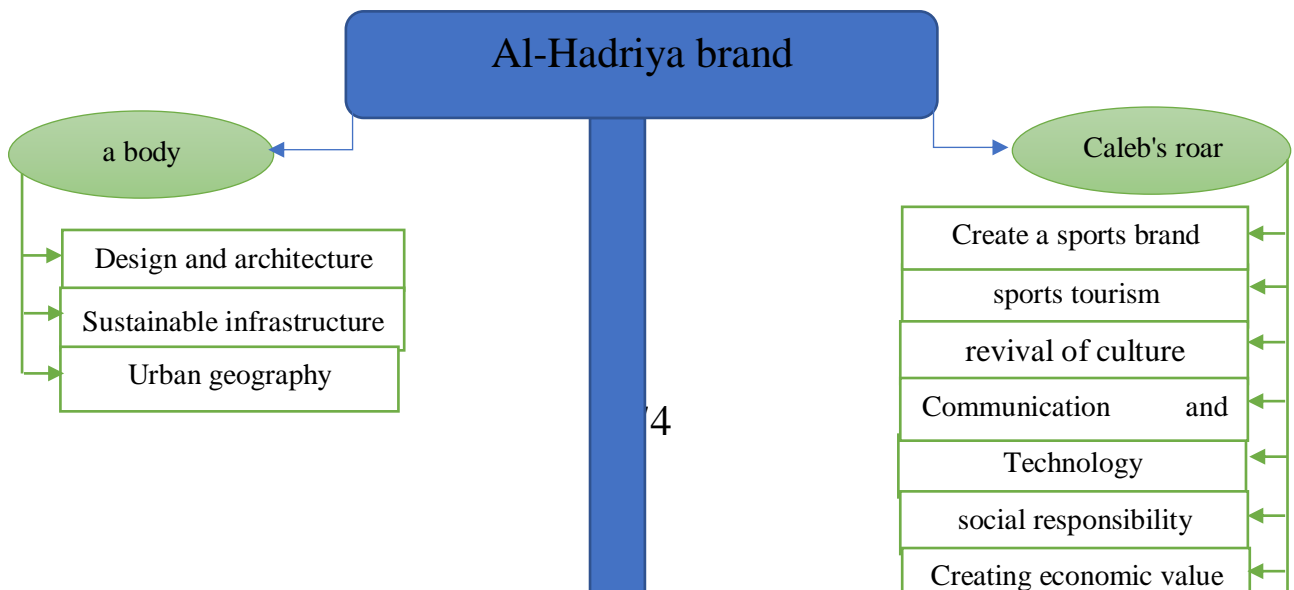 Al-Hadriya brand
a body
Caleb's roar
Design and architecture
Sustainable infrastructure
Urban geography
Create a sports brand
sports tourism
revival of culture
Communication and
Technology
social responsibility
Creating economic value
/4